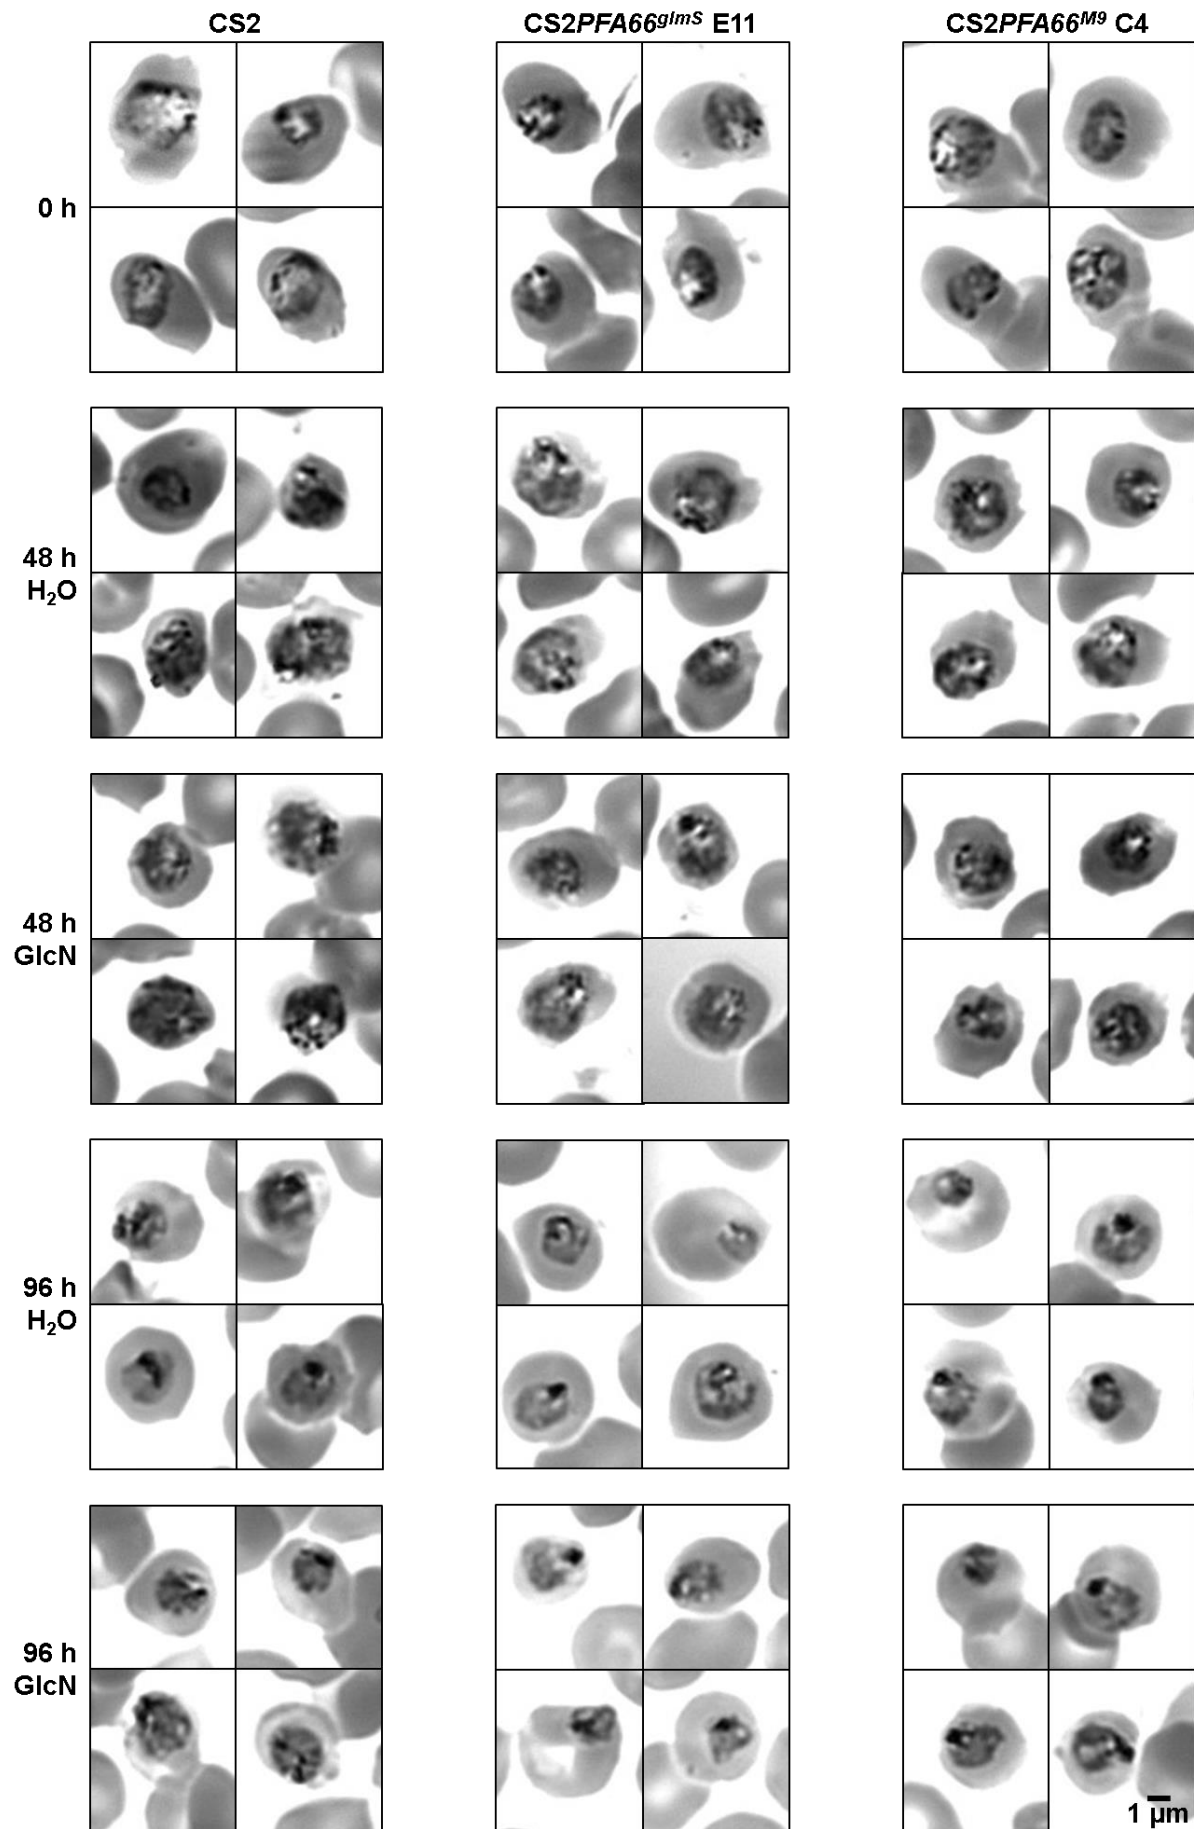 CS2 CS2PFA66glmS E11 CS2PFA66M9 C4
0 h
48 h
H₂O
48 h
GlcN
96 h
H₂O
96 h
GlcN
1 µm